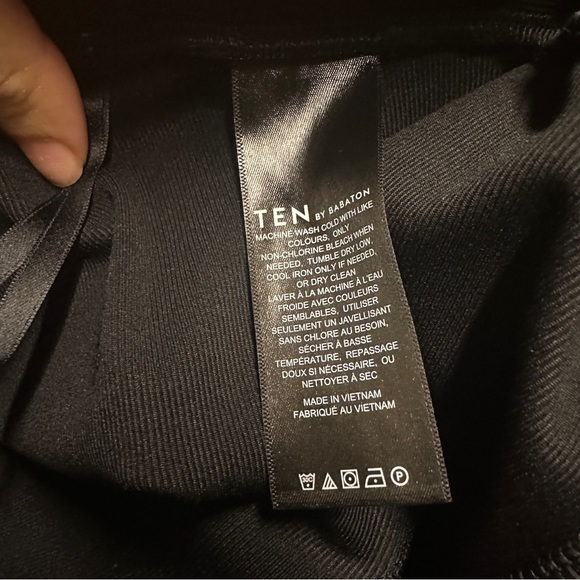 TEN BY BABATON
MACHINE WASH COLD WITH LIKE
COLOURS, ONLY
NON-CHLORINE BLEACH WHEN
NEEDED, TUMBLE DRY LOW,
COOL IRON ONLY IF NEEDED,
OR DRY CLEAN
LAVER À LA MACHINE À L'EAU
FROIDE AVEC COULEURS
SEMBLABLES, UTILISER
SEULEMENT UN JAVELLISANT
SANS CHLORE AU BESOIN,
SÉCHER À BASSE
TEMPÉRATURE, REPASSAGE
DOUX SI NÉCESSAIRE, OU
NETTOYER À SEC
MADE IN VIETNAM
FABRIQUÉ AU VIETNAM
P